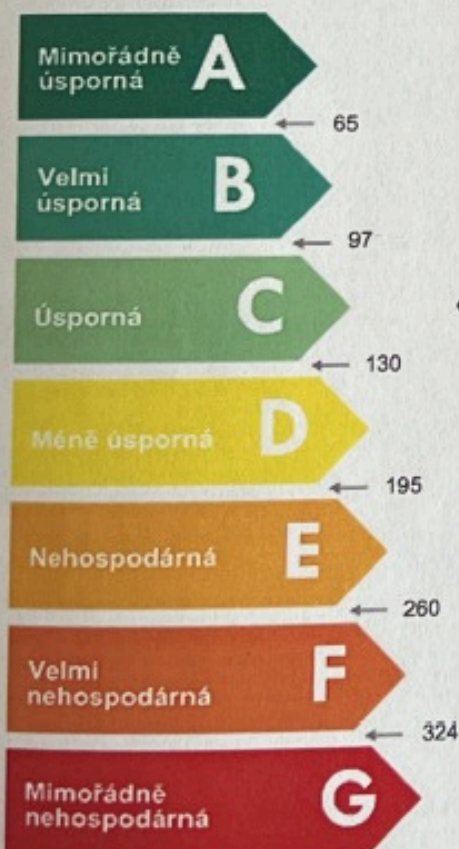 Mimořádně
úsporná
A
65
Velmi
úsporná
B
97
Úsporná
C
130
Méně úsporná
D
195
Nehospodárná
E
260
Velmi
nehospodárná
F
324
Mimořádně
nehospodárná
G